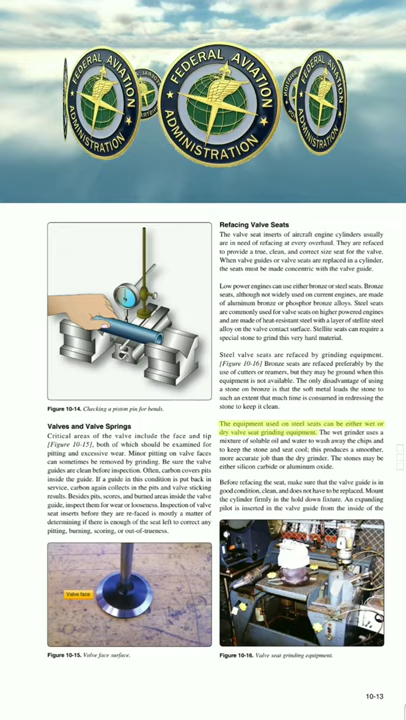 FEDERAL AVIATION
ADMINISTRATION
FEDERAL AVIATION
ADMINISTRATION
FEDERAL AVIATION
ADMINISTRATION
Figure 10-14. Checking a piston pin for bends.
Valves and Valve Springs
Critical areas of the valve include the face and tip
[Figure 10-15], both of which should be examined for
pitting and excessive wear. Minor pitting on valve faces
can sometimes be removed by grinding. Be sure the valve
guides are clean before inspection. Often, carbon covers pits
inside the guide. If a guide in this condition is put back in
service, carbon again collects in the pits and valve sticking
results. Besides pits, scores, and burned areas inside the valve
guide, inspect them for wear or looseness. Inspection of valve
seat inserts before they are re-faced is mostly a matter of
determining if there is enough of the seat left to correct any
pitting, burning, scoring, or out-of-trueness.
Valve face
Figure 10-15. Valve face surface.
Refacing Valve Seats
The valve seat inserts of aircraft engine cylinders usually
are in need of refacing at every overhaul. They are refaced
to provide a true, clean, and correct size seat for the valve.
When valve guides or valve seats are replaced in a cylinder,
the seats must be made concentric with the valve guide.
Low power engines can use either bronze or steel seats. Bronze
seats, although not widely used on current engines, are made
of aluminum bronze or phosphor bronze alloys. Steel seats
are commonly used for valve seats on higher powered engines
and are made of heat-resistant steel with a layer of stellite steel
alloy on the valve contact surface. Stellite seats can require a
special stone to grind this very hard material.
Steel valve seats are refaced by grinding equipment.
[Figure 10-16] Bronze seats are refaced preferably by the
use of cutters or reamers, but they may be ground when this
equipment is not available. The only disadvantage of using
a stone on bronze is that the soft metal loads the stone to
such an extent that much time is consumed in redressing the
stone to keep it clean.
The equipment used on steel seats can be either wet or
dry valve seat grinding equipment. The wet grinder uses a
mixture of soluble oil and water to wash away the chips and
to keep the stone and seat cool; this produces a smoother,
more accurate job than the dry grinder. The stones may be
either silicon carbide or aluminum oxide.
Before refacing the seat, make sure that the valve guide is in
good condition, clean, and does not have to be replaced. Mount
the cylinder firmly in the hold down fixture. An expanding
pilot is inserted in the valve guide from the inside of the
Figure 10-16. Valve seat grinding equipment.
10-13